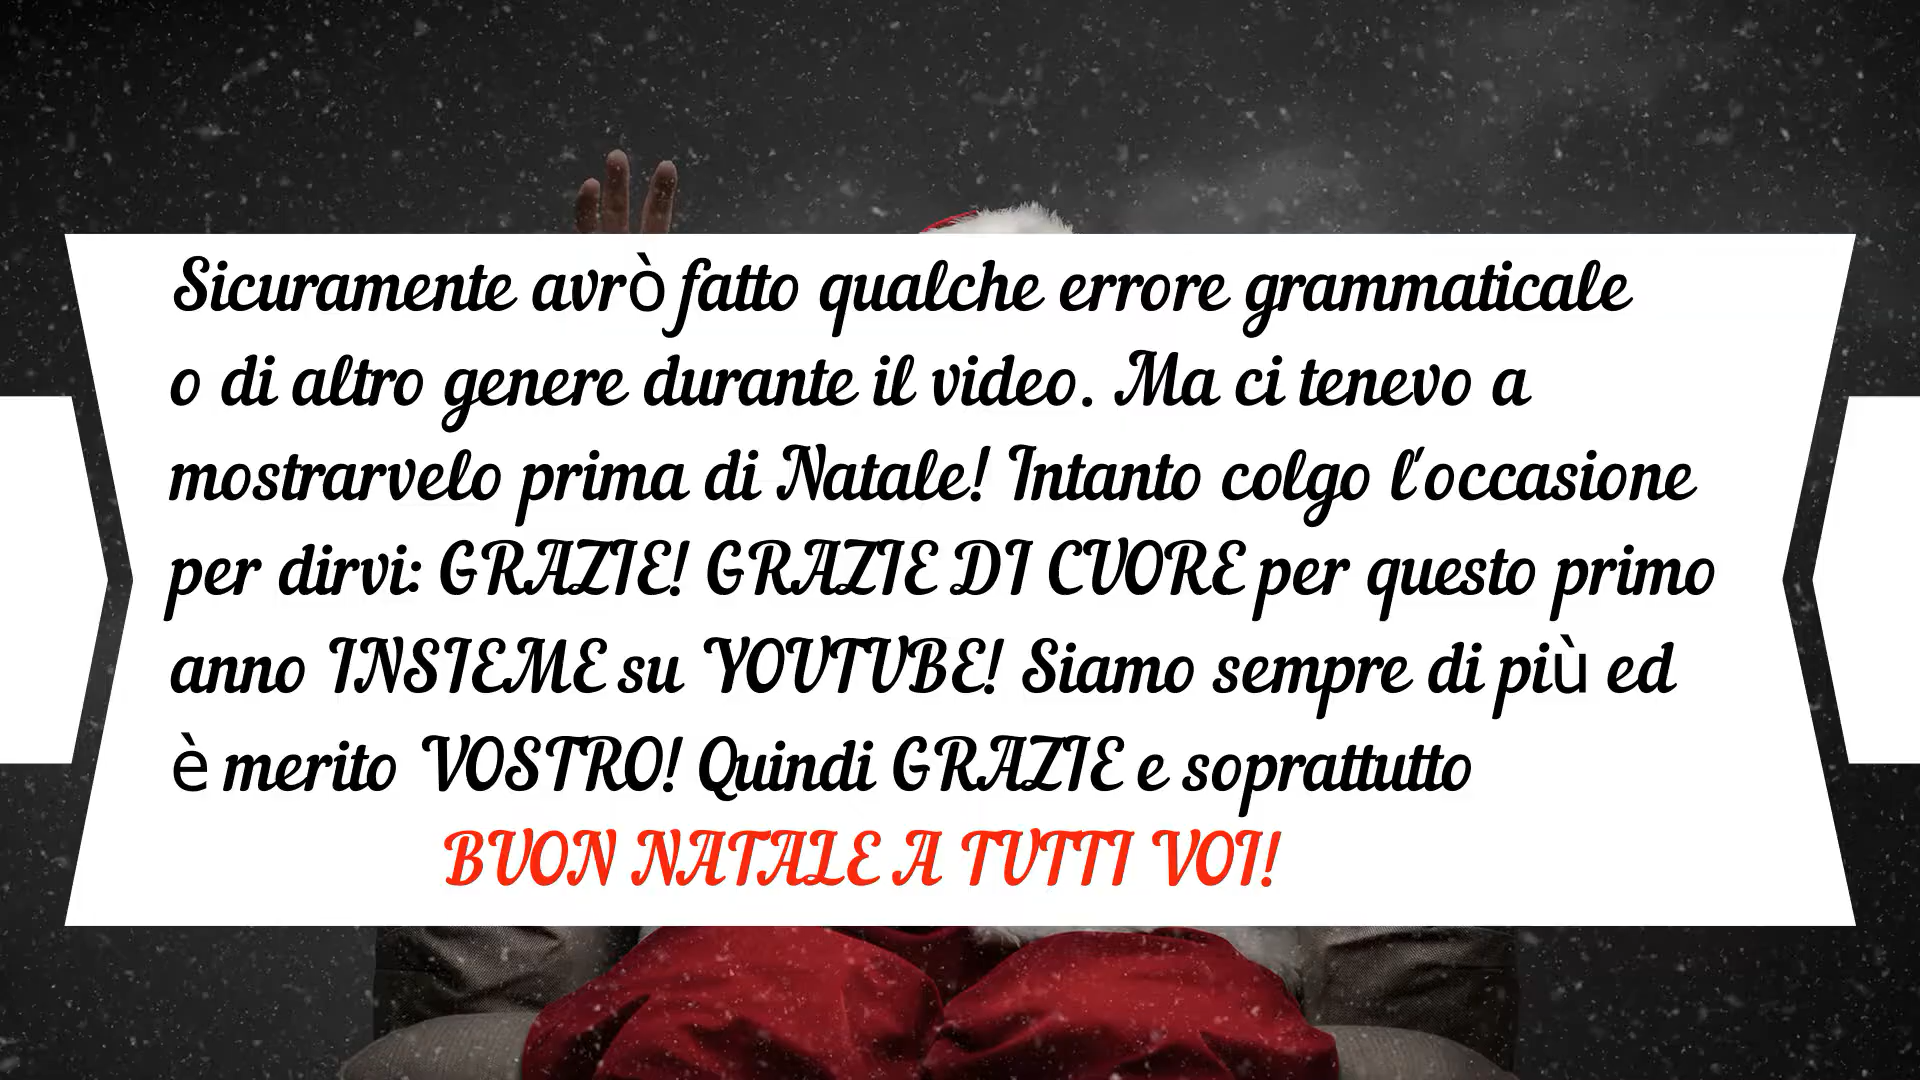 Sicuramente avrò fatto qualche errore grammaticale
o di altro genere durante il video. Ma ci tenevo a
mostrarvelo prima di Natale! Intanto colgo l'occasione
per dirvi: GRAZIE! GRAZIE DI CUORE per questo primo
anno INSIEME su YOUTUBE! Siamo sempre di più ed
è merito VOSTRO! Quindi GRAZIE e soprattutto
BUON NATALE A TUTTI VOI!